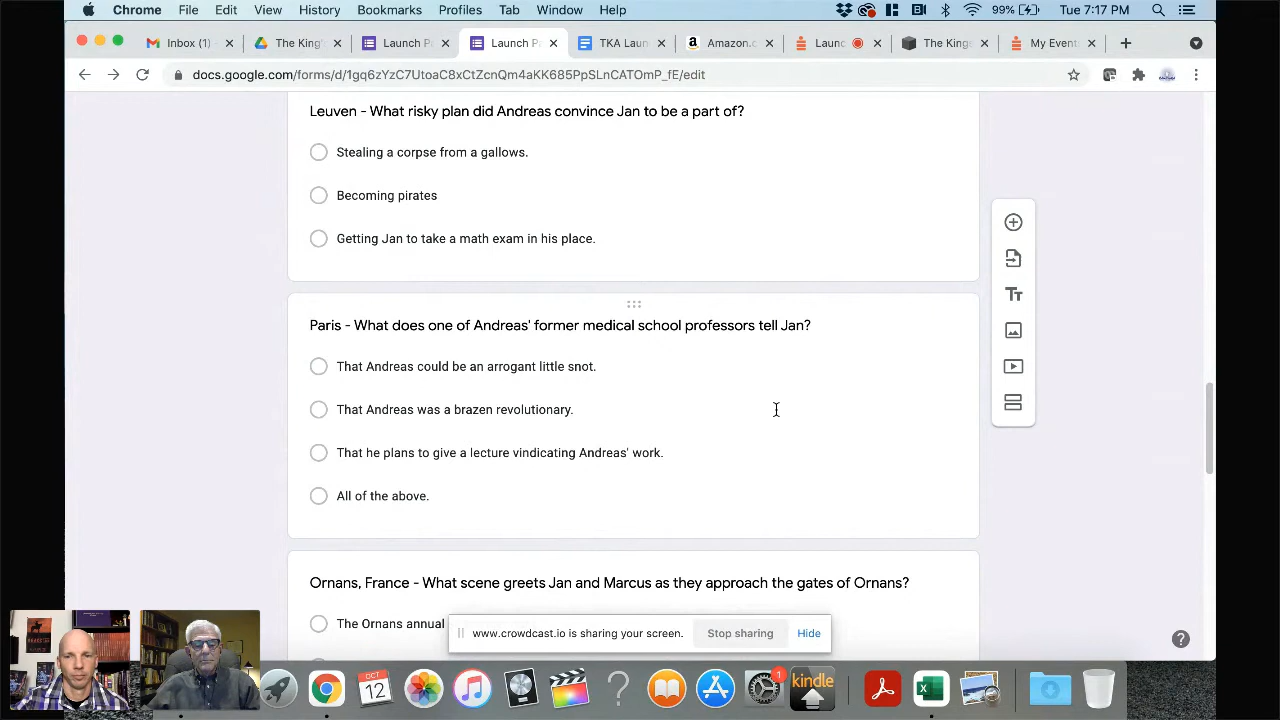 Chrome File Edit View History Bookmarks Profiles Tab Window Help 99% Tue 7:17 PM
Inbox (1) The King's Launch P Launch P TKA Laun Amazon.c Launc The Kings My Event
docs.google.com/forms/d/1gq6zYzC7UtoaC8xCtZcnQm4aKK685PpSLnCATOmP_fE/edit
Leuven - What risky plan did Andreas convince Jan to be a part of?
Stealing a corpse from a gallows.
Becoming pirates
Getting Jan to take a math exam in his place.
Paris - What does one of Andreas' former medical school professors tell Jan?
That Andreas could be an arrogant little snot.
That Andreas was a brazen revolutionary.
That he plans to give a lecture vindicating Andreas' work.
All of the above.
Ornans, France - What scene greets Jan and Marcus as they approach the gates of Ornans?
The Ornans annual
www.crowdcast.io is sharing your screen. Stop sharing Hide
OCT
12
1
kindle